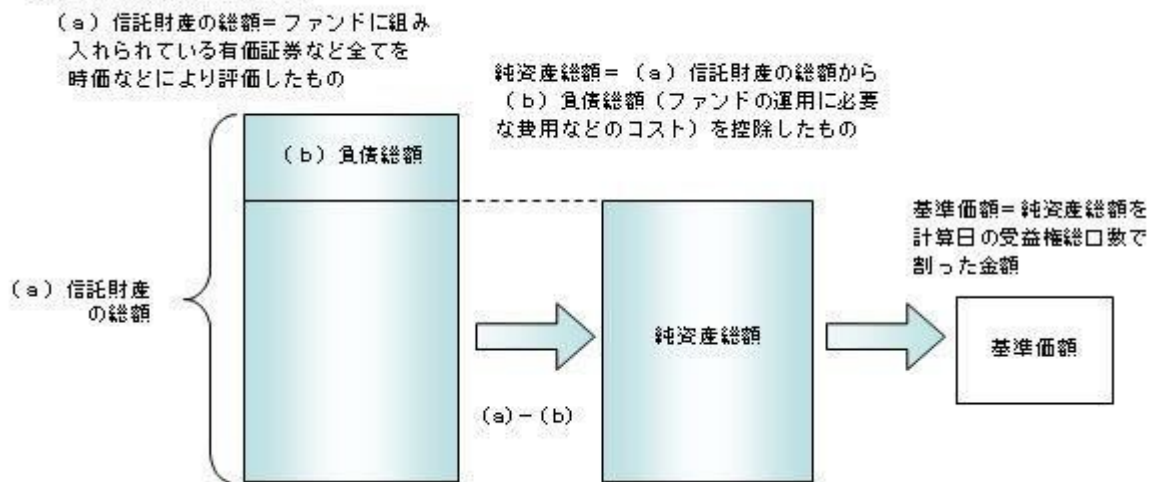 （a）信託財産の総額＝ファンドに組み
入れられている有価証券など全てを
時価などにより評価したもの
純資産総額＝（a）信託財産の総額から
（b）負債総額（ファンドの運用に必要
な費用などのコスト）を控除したもの
（b）負債総額
基準価額＝純資産総額を
計算日の受益権総口数で
割った金額
（a）信託財産
の総額
純資産総額
基準価額
（a）－（b）